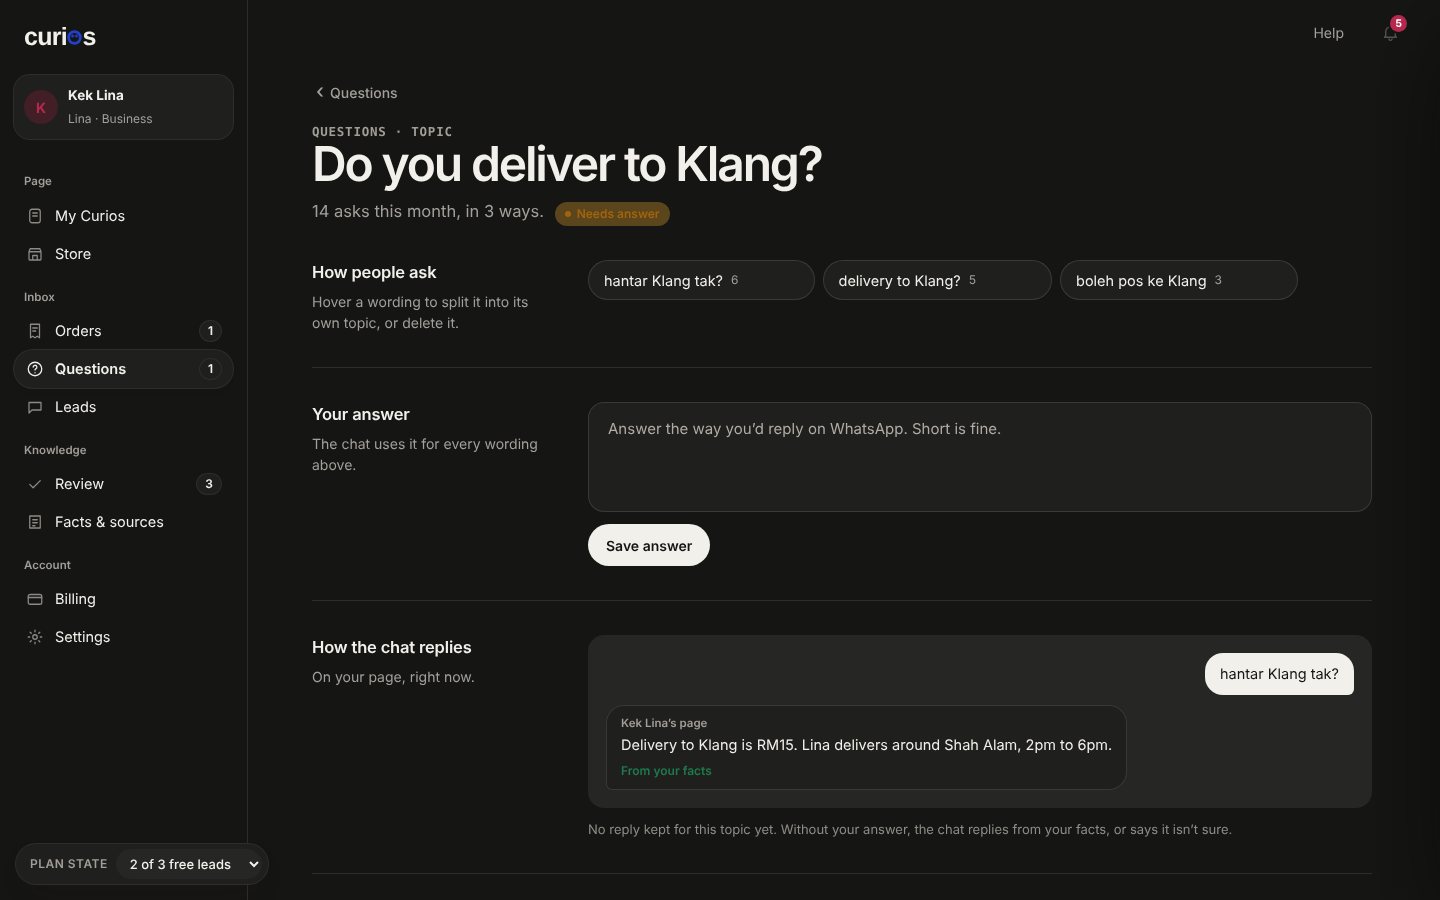 curios
Help
5
Kek Lina
K
Lina · Business
Page
My Curios
Store
Inbox
Orders 1
Questions 1
Leads
Knowledge
Review 3
Facts & sources
Account
Billing
Settings
PLAN STATE 2 of 3 free leads
Questions
QUESTIONS · TOPIC
Do you deliver to Klang?
14 asks this month, in 3 ways. Needs answer
How people ask
Hover a wording to split it into its
own topic, or delete it.
hantar Klang tak? 6
delivery to Klang? 5
boleh pos ke Klang 3
Your answer
The chat uses it for every wording
above.
Answer the way you’d reply on WhatsApp. Short is fine.
Save answer
How the chat replies
On your page, right now.
hantar Klang tak?
Kek Lina’s page
Delivery to Klang is RM15. Lina delivers around Shah Alam, 2pm to 6pm.
From your facts
No reply kept for this topic yet. Without your answer, the chat replies from your facts, or says it isn’t sure.